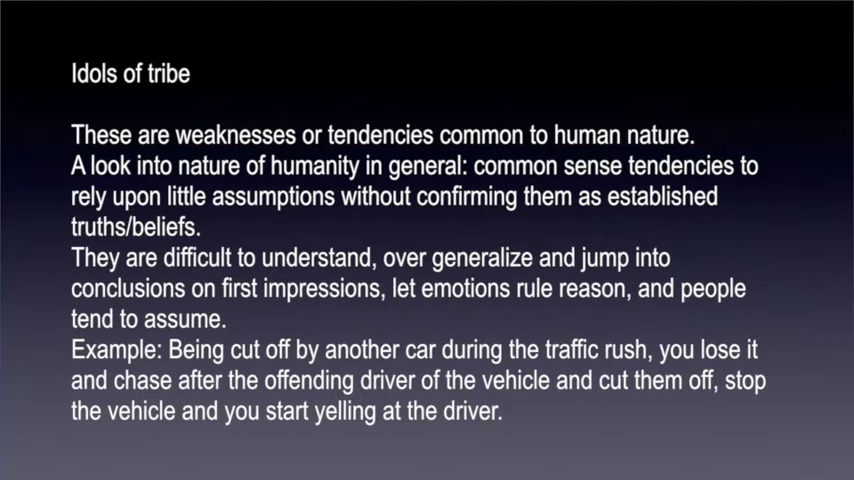 Idols of tribe
These are weaknesses or tendencies common to human nature.
A look into nature of humanity in general: common sense tendencies to
rely upon little assumptions without confirming them as established
truths/beliefs.
They are difficult to understand, over generalize and jump into
conclusions on first impressions, let emotions rule reason, and people
tend to assume.
Example: Being cut off by another car during the traffic rush, you lose it
and chase after the offending driver of the vehicle and cut them off, stop
the vehicle and you start yelling at the driver.